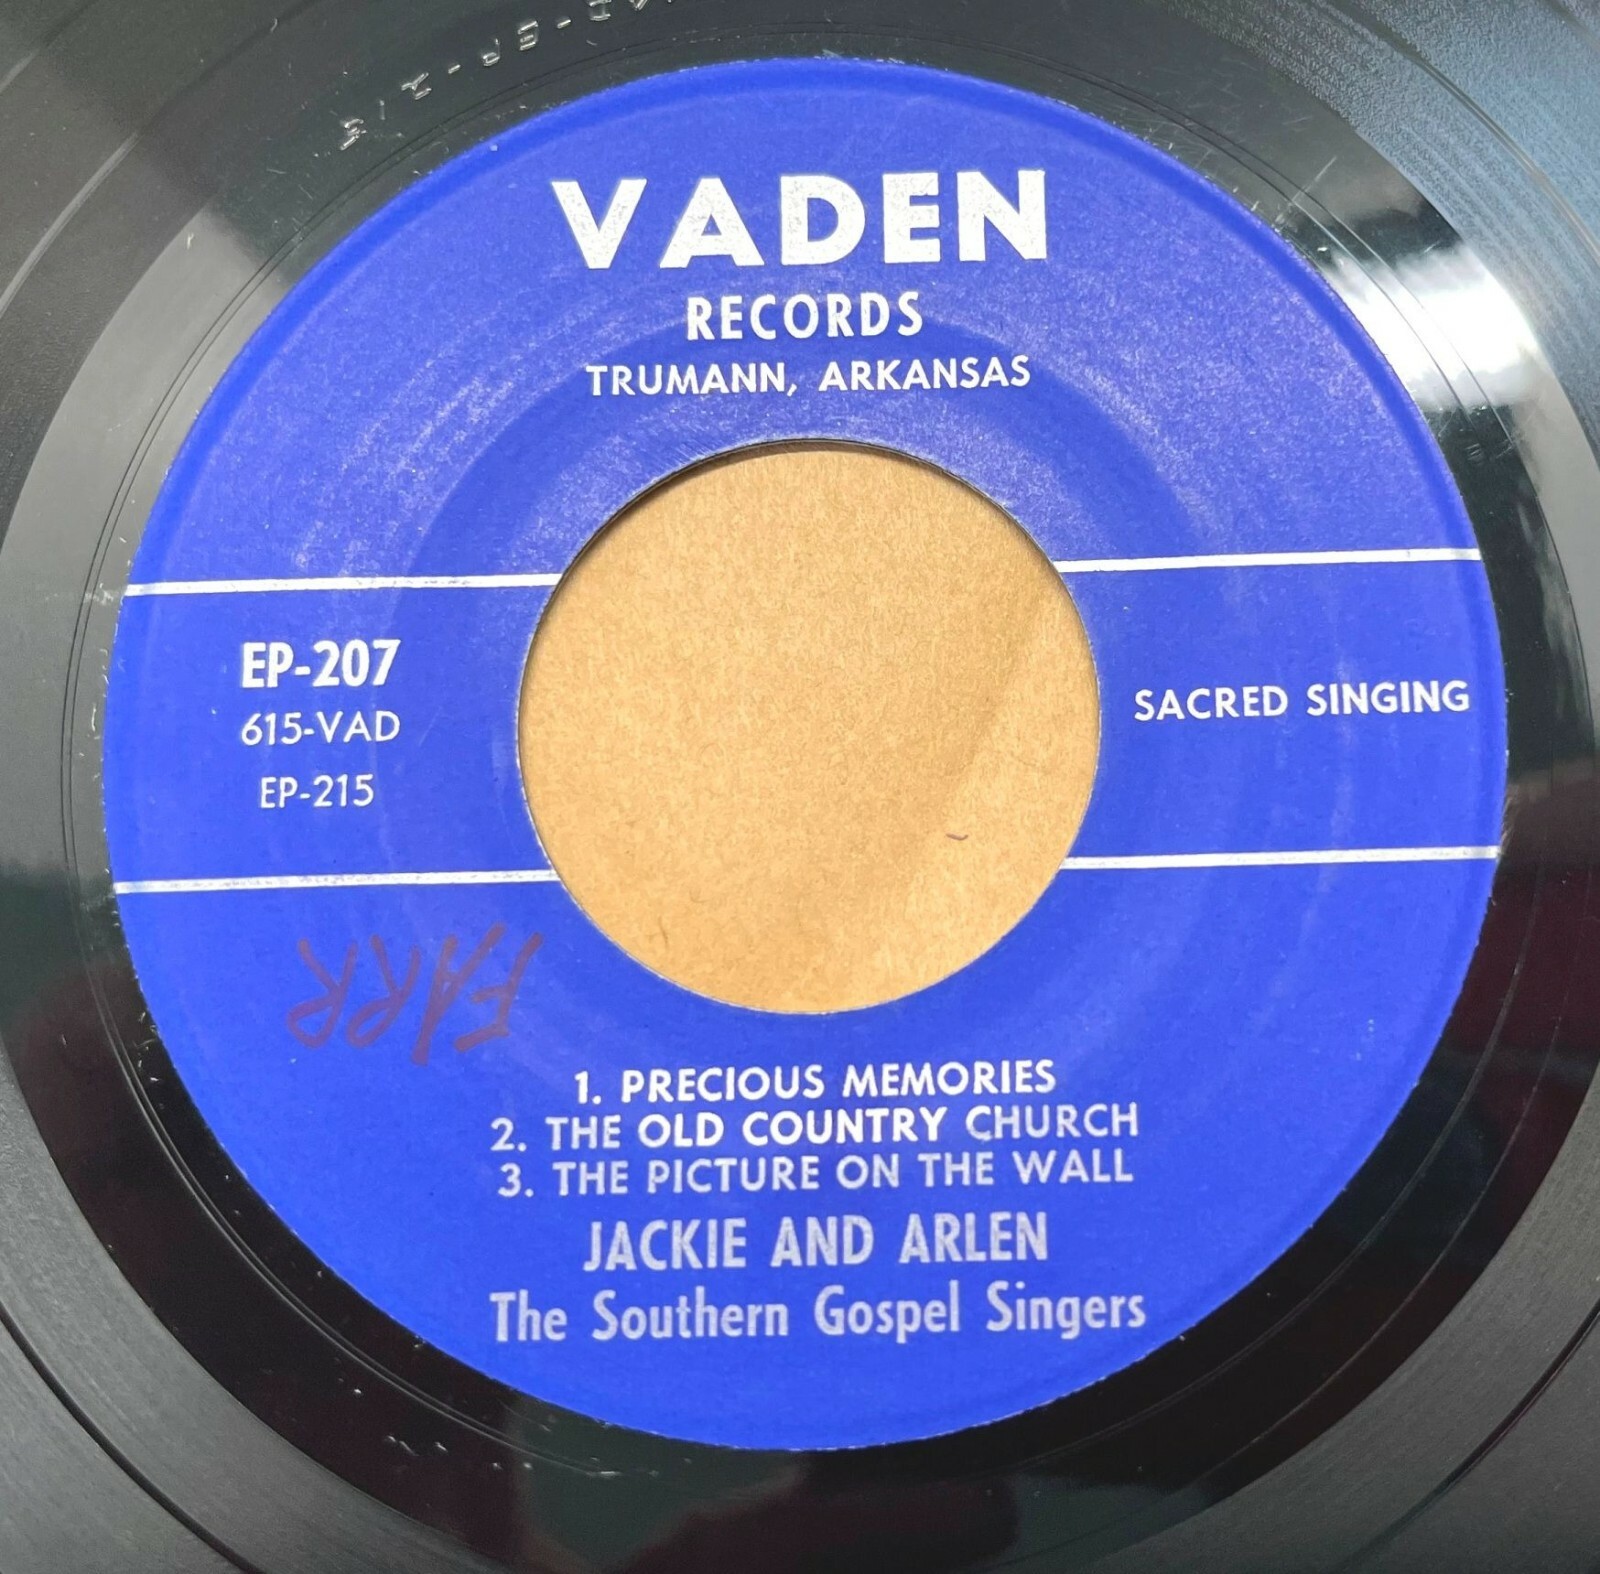 VADEN
RECORDS
TRUMANN, ARKANSAS
EP-207
615-VAD
EP-215
SACRED SINGING
FARR
1. PRECIOUS MEMORIES
2. THE OLD COUNTRY CHURCH
3. THE PICTURE ON THE WALL
JACKIE AND ARLEN
The Southern Gospel Singers